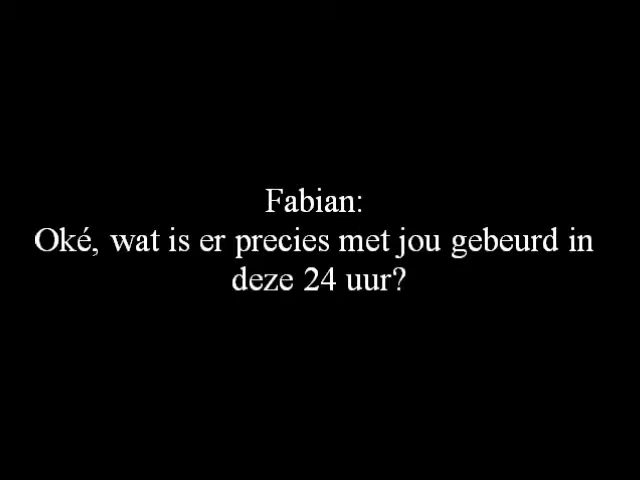 Fabian:
Oké, wat is er precies met jou gebeurd in
deze 24 uur?